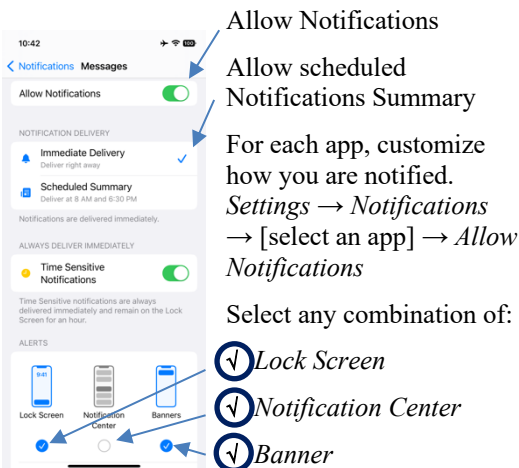 10:42
Notifications Messages
Allow Notifications
NOTIFICATION DELIVERY
Immediate Delivery
Deliver right away
Scheduled Summary
Deliver at 8 AM and 6:30 PM
Notifications are delivered immediately.
ALWAYS DELIVER IMMEDIATELY
Time Sensitive
Notifications
Time Sensitive notifications are always
delivered immediately and remain on the Lock
Screen for an hour.
ALERTS
9:41
Lock Screen
Notification
Center
Banners
Allow Notifications
Allow scheduled
Notifications Summary
For each app, customize
how you are notified.
Settings → Notifications
→ [select an app] → Allow
Notifications
Select any combination of:
√ Lock Screen
√ Notification Center
√ Banner